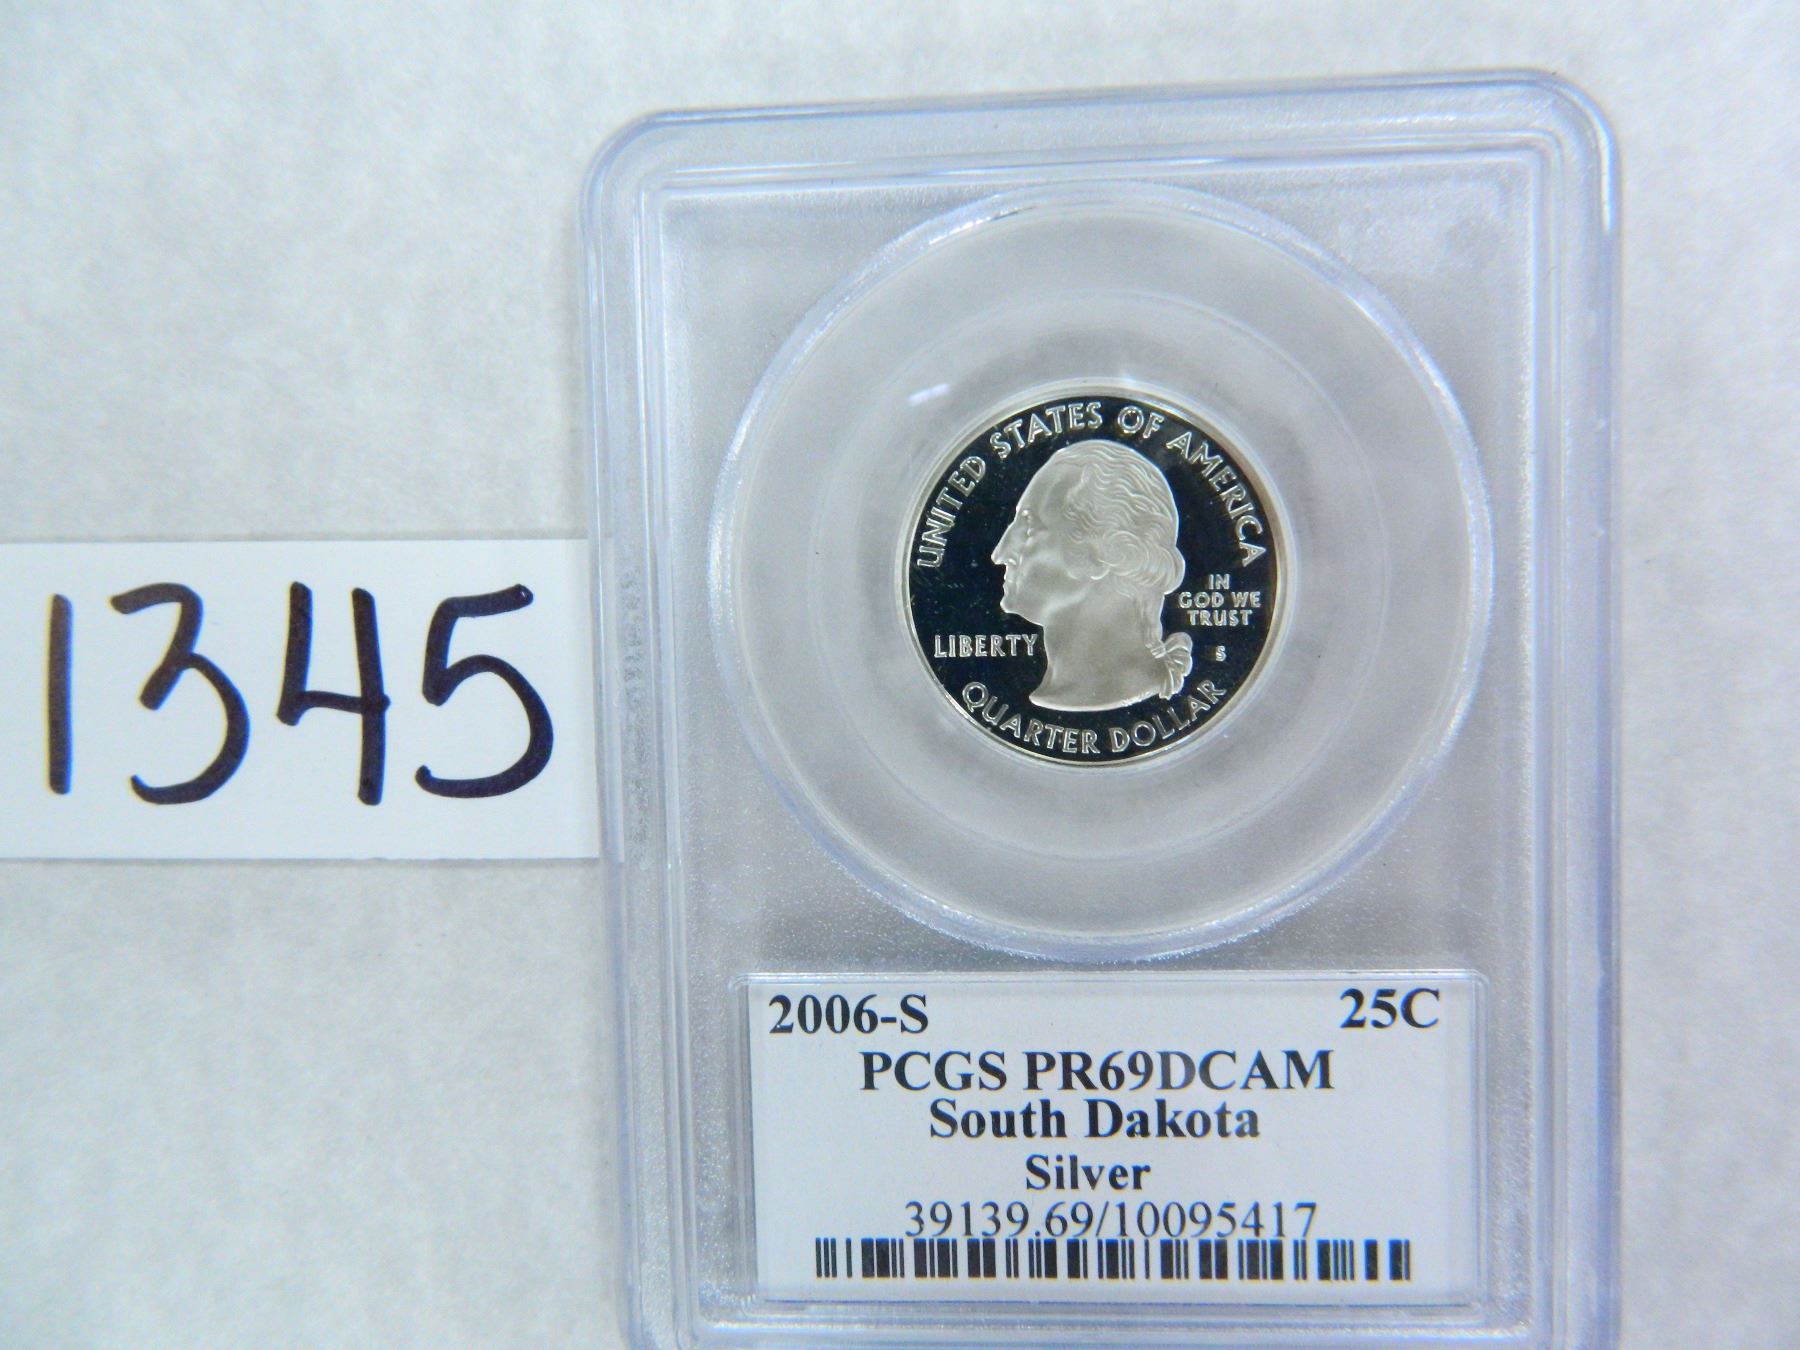 1345
UNITED STATES OF AMERICA
IN
GOD WE
TRUST
LIBERTY
S
QUARTER DOLLAR
2006-S 25C
PCGS PR69DCAM
South Dakota
Silver
39139.69/10095417